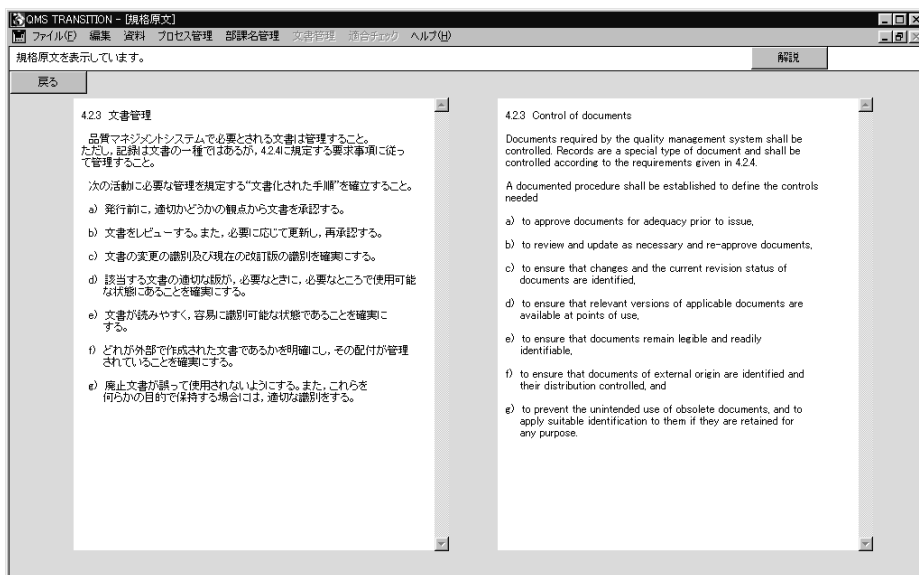 QMS TRANSITION - [規格原文]
ファイル(F) 編集 資料 プロセス管理 部課名管理 文書管理 適合チェック ヘルプ(H)
規格原文を表示しています。
解説
戻る
4.2.3 文書管理
品質マネジメントシステムで必要とされる文書は管理すること。
ただし，記録は文書の一種ではあるが，4.2.4に規定する要求事項に従っ
て管理すること。
次の活動に必要な管理を規定する“文書化された手順”を確立すること。
a) 発行前に，適切かどうかの観点から文書を承認する。
b) 文書をレビューする。また，必要に応じて更新し，再承認する。
c) 文書の変更の識別及び現在の改訂版の識別を確実にする。
d) 該当する文書の適切な版が，必要なときに，必要なところで使用可能
な状態にあることを確実にする。
e) 文書が読みやすく，容易に識別可能な状態であることを確実に
する。
f) どれが外部で作成された文書であるかを明確にし，その配付が管理
されていることを確実にする。
g) 廃止文書が誤って使用されないようにする。また，これらを
何らかの目的で保持する場合には，適切な識別をする。
4.2.3 Control of documents
Documents required by the quality management system shall be
controlled. Records are a special type of document and shall be
controlled according to the requirements given in 4.2.4.
A documented procedure shall be established to define the controls
needed
a) to approve documents for adequacy prior to issue,
b) to review and update as necessary and re-approve documents,
c) to ensure that changes and the current revision status of
documents are identified,
d) to ensure that relevant versions of applicable documents are
available at points of use,
e) to ensure that documents remain legible and readily
identifiable,
f) to ensure that documents of external origin are identified and
their distribution controlled, and
g) to prevent the unintended use of obsolete documents, and to
apply suitable identification to them if they are retained for
any purpose.